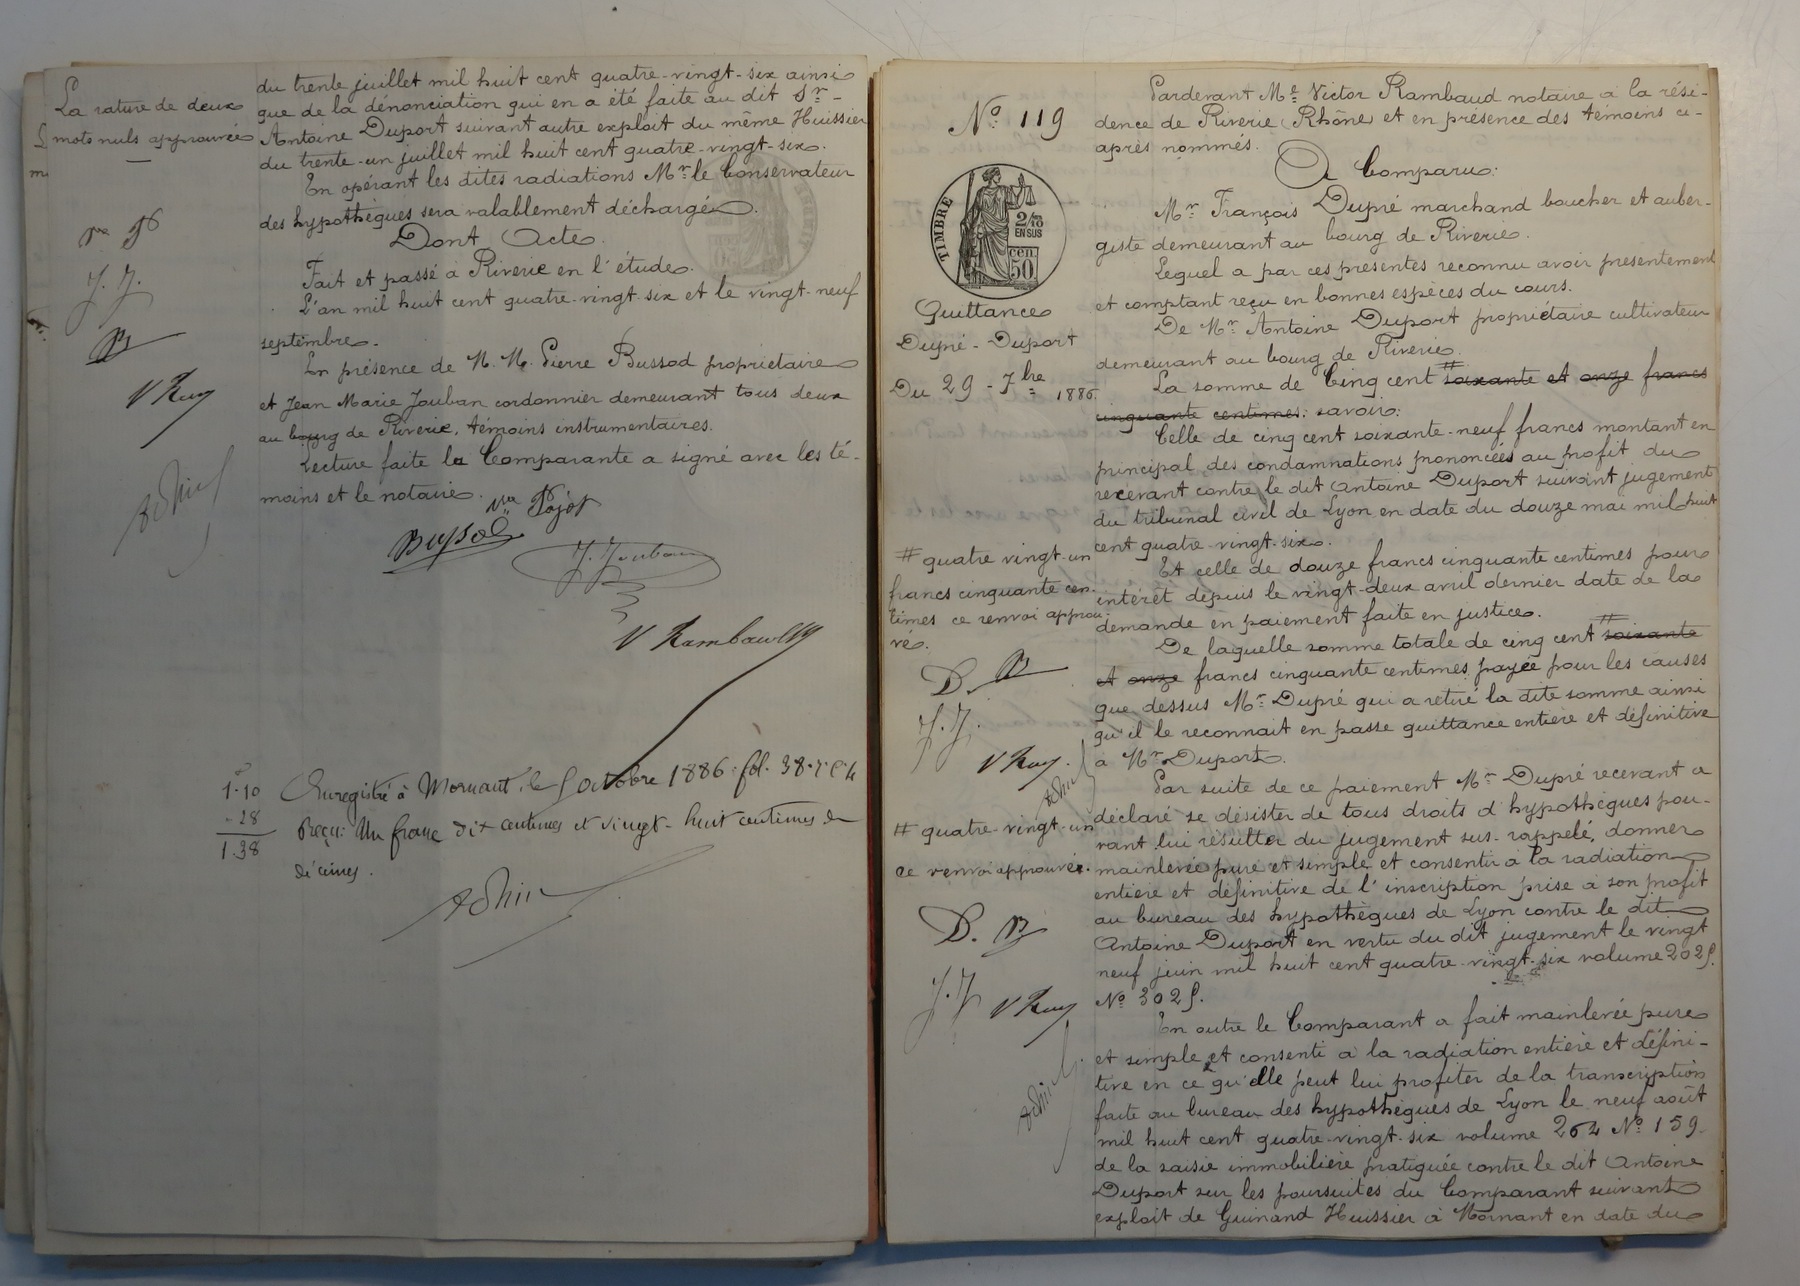 La rature de deux
mots nuls approuvée
Vve P
J. J.
B
V Ray
du trente juillet mil huit cent quatre-vingt-six ainsi
que de la dénonciation qui en a été faite au dit Sr
Antoine Duport suivant autre exploit du même Huissier
du trente-un juillet mil huit cent quatre-vingt-six.
En opérant les dites radiations Mr le Conservateur
des hypothèques sera valablement déchargé.
Dont Acte.
Fait et passé à Riverie en l'étude.
L'an mil huit cent quatre-vingt-six et le vingt-neuf
septembre.
En présence de M. M. Pierre Bussod propriétaire
et Jean Marie Jouban cordonnier demeurant tous deux
au bourg de Riverie, témoins instrumentaires.
Lecture faite la Comparante a signé avec les té-
moins et le notaire.
Vve Pojot
Bussod
J. Jouban
V Rambaud
1.10
.28
1.38
Enregistré à Mornant, le 5 octobre 1886. fol. 38.
Reçu: Un franc dix centimes et vingt-huit centimes en
décimes.
No 119
TIMBRE
2/10
EN SUS
cen.
50
Quittance
Dupré-Duport
Du 29-7bre 1886.
# quatre vingt-un
francs cinquante cen-
times ce renvoi approu-
vé.
D. B
J. J.
V Ray.
# quatre-vingt-un
ce renvoi approuvé.
D. B
J. J V Ray
Pardevant Me Victor Rambaud notaire à la rési-
dence de Riverie (Rhône) et en présence des témoins ci-
après nommés.
A Comparu:
Mr François Dupré marchand boucher et auber-
giste demeurant au bourg de Riverie.
Lequel a par ces présentes reconnu avoir présentement
et comptant reçu en bonnes espèces du cours.
De Mr Antoine Duport propriétaire cultivateur
demeurant au bourg de Riverie.
La somme de Cinq cent # soixante et onze francs
cinquante centimes: savoir:
Celle de cinq cent soixante-neuf francs montant en
principal des condamnations prononcées au profit du
recevant contre le dit Antoine Duport suivant jugement
du tribunal civil de Lyon en date du douze mai mil huit
cent quatre-vingt-six.
Et celle de douze francs cinquante centimes pour
intérêt depuis le vingt-deux avril dernier date de la
demande en paiement faite en justice.
De laquelle somme totale de cinq cent # soixante
et onze francs cinquante centimes payée pour les causes
que dessus Mr Dupré qui a retiré la dite somme ainsi
qu'il le reconnait en passe quittance entière et définitive
à Mr Duport.
Par suite de ce paiement Mr Dupré recevant a
déclaré se désister de tous droits d'hypothèques pou-
vant lui résulter du jugement sus-rappelé, donner
mainlevée pure et simple et consentir à la radiation
entière et définitive de l'inscription prise à son profit
au bureau des hypothèques de Lyon contre le dit
Antoine Duport en vertu du dit jugement le vingt
neuf juin mil huit cent quatre-vingt-six volume 2025.
No 3025.
En outre le Comparant a fait mainlevée pure
et simple et consenti à la radiation entière et défini-
tive en ce qu'elle peut lui profiter de la transcription
faite au bureau des hypothèques de Lyon le neuf août
mil huit cent quatre-vingt-six volume 264 No 159
de la saisie immobilière pratiquée contre le dit Antoine
Duport sur les poursuites du Comparant suivant
exploit de Guinand Huissier à Mornant en date du